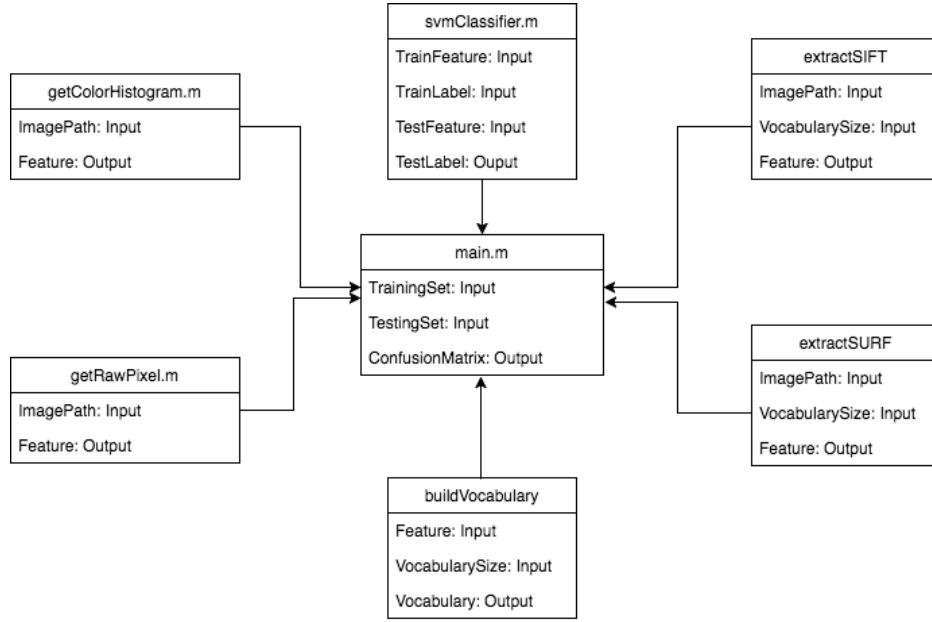 svmClassifier.m
TrainFeature: Input
TrainLabel: Input
TestFeature: Input
TestLabel: Ouput
getColorHistogram.m
ImagePath: Input
Feature: Output
extractSIFT
ImagePath: Input
VocabularySize: Input
Feature: Output
main.m
TrainingSet: Input
TestingSet: Input
ConfusionMatrix: Output
getRawPixel.m
ImagePath: Input
Feature: Output
extractSURF
ImagePath: Input
VocabularySize: Input
Feature: Output
buildVocabulary
Feature: Input
VocabularySize: Input
Vocabulary: Output